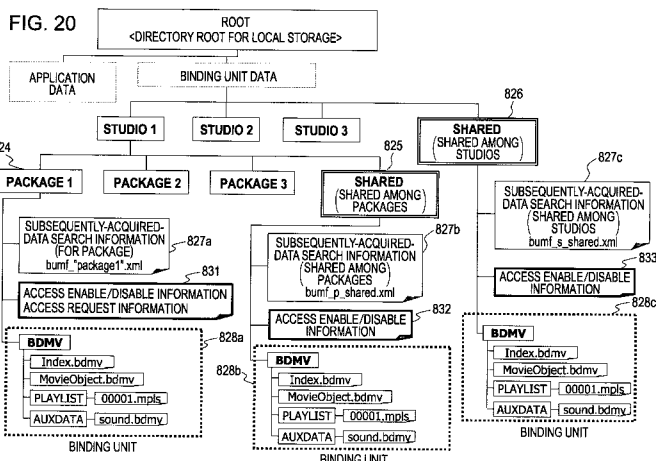 FIG. 20
ROOT
<DIRECTORY ROOT FOR LOCAL STORAGE>
APPLICATION
DATA
BINDING UNIT DATA
826
STUDIO 1
STUDIO 2
STUDIO 3
SHARED
(SHARED AMONG
STUDIOS)
24
825
827c
PACKAGE 1
PACKAGE 2
PACKAGE 3
SHARED
(SHARED AMONG
PACKAGES)
SUBSEQUENTLY-ACQUIRED-
DATA SEARCH INFORMATION
(SHARED AMONG
STUDIOS)
bumf_s_shared.xml
SUBSEQUENTLY-ACQUIRED-
DATA SEARCH INFORMATION
(FOR PACKAGE)
bumf_"package1".xml
827a
827b
SUBSEQUENTLY-ACQUIRED-
DATA SEARCH INFORMATION
(SHARED AMONG
PACKAGES)
bumf_p_shared.xml
833
ACCESS ENABLE/DISABLE
INFORMATION
831
ACCESS ENABLE/DISABLE INFORMATION
ACCESS REQUEST INFORMATION
832
ACCESS ENABLE/DISABLE
INFORMATION
828c
828a
BDMV
Index.bdmv
MovieObject.bdmv
PLAYLIST
00001.mpls
AUXDATA
sound.bdmv
BINDING UNIT
828b
BDMV
Index.bdmv
MovieObject.bdmv
PLAYLIST
00001.mpls
AUXDATA
sound.bdmv
BINDING UNIT
BDMV
Index.bdmv
MovieObject.bdmv
PLAYLIST
00001.mpls
AUXDATA
sound.bdmv
BINDING UNIT